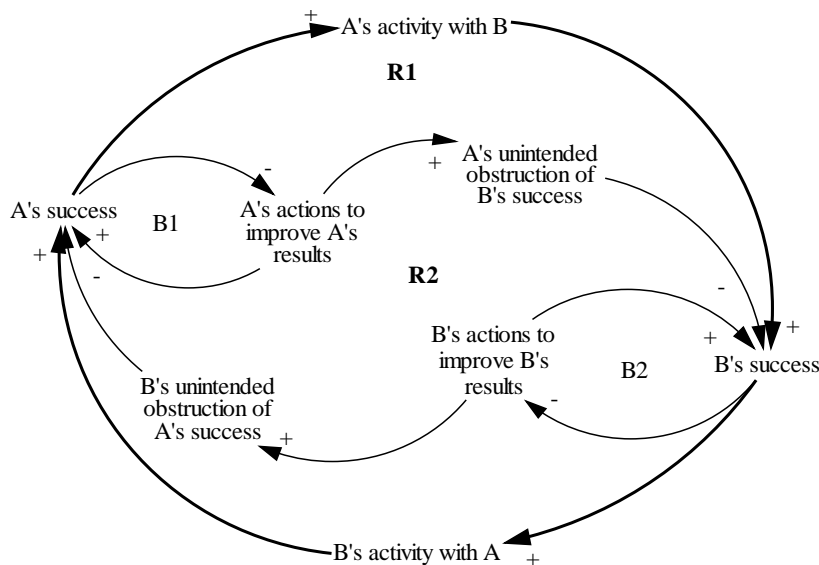 +
A's activity with B
R1
-
+
A's unintended
obstruction of
B's success
A's success
B1
A's actions to
improve A's
results
+
+
-
R2
-
B's actions to
improve B's
results
+
+
B2
B's success
B's unintended
obstruction of
A's success
+
-
B's activity with A
+